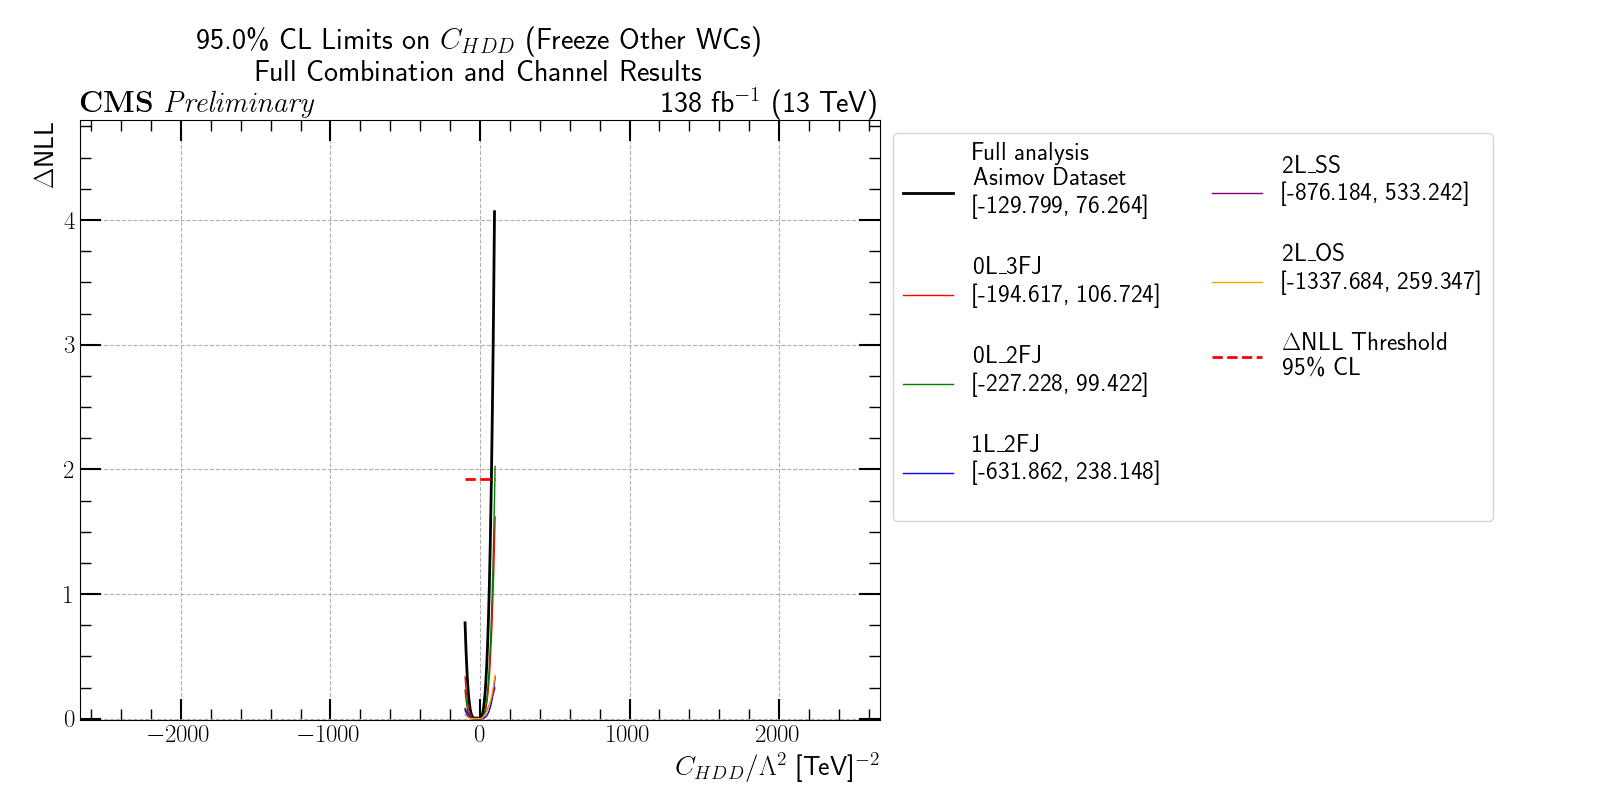 95.0% CL Limits on C_{HDD} (Freeze Other WCs)
Full Combination and Channel Results
CMS Preliminary
138 fb^{-1} (13 TeV)
ΔNLL
4
3
2
1
0
−2000
−1000
0
1000
2000
C_{HDD}/Λ^2 [TeV]^{-2}
Full analysis
Asimov Dataset
[-129.799, 76.264]
0L_3FJ
[-194.617, 106.724]
0L_2FJ
[-227.228, 99.422]
1L_2FJ
[-631.862, 238.148]
2L_SS
[-876.184, 533.242]
2L_OS
[-1337.684, 259.347]
ΔNLL Threshold
95% CL